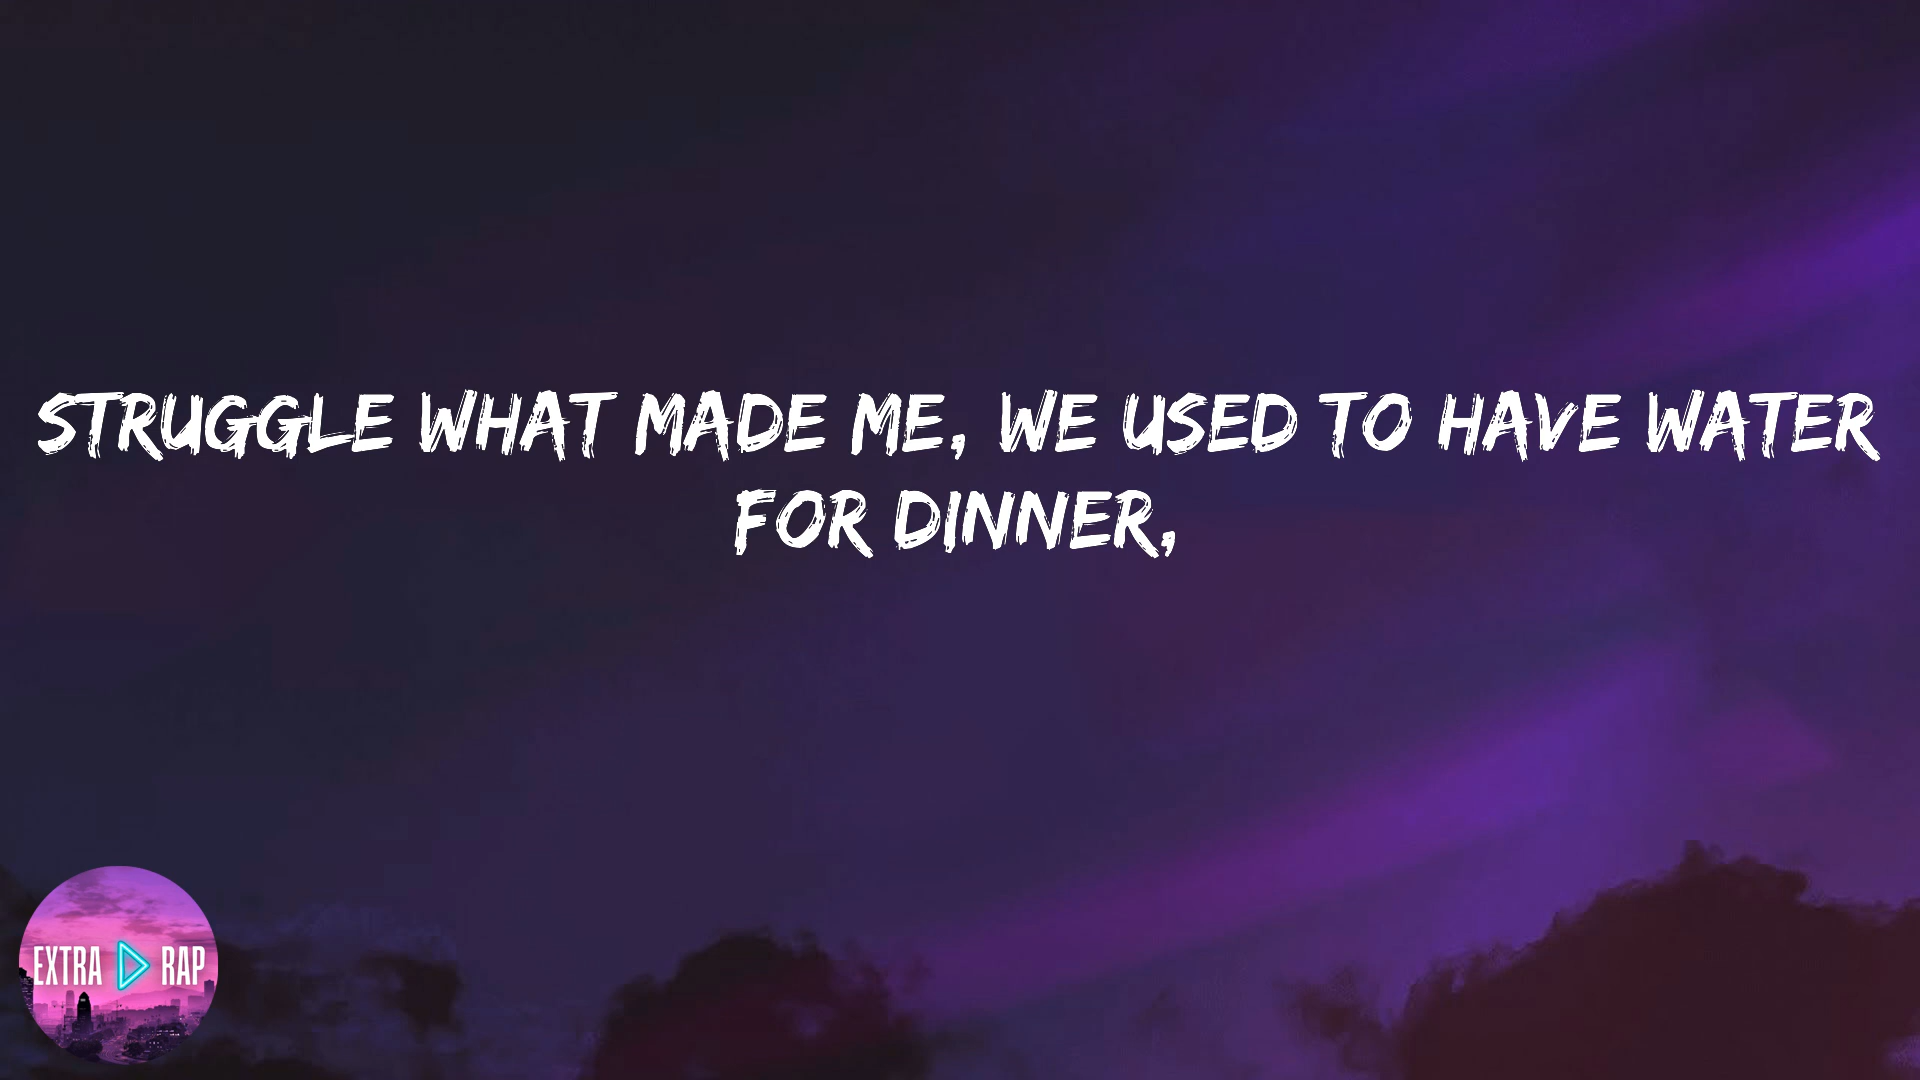 STRUGGLE WHAT MADE ME, WE USED TO HAVE WATER
FOR DINNER,
EXTRA RAP